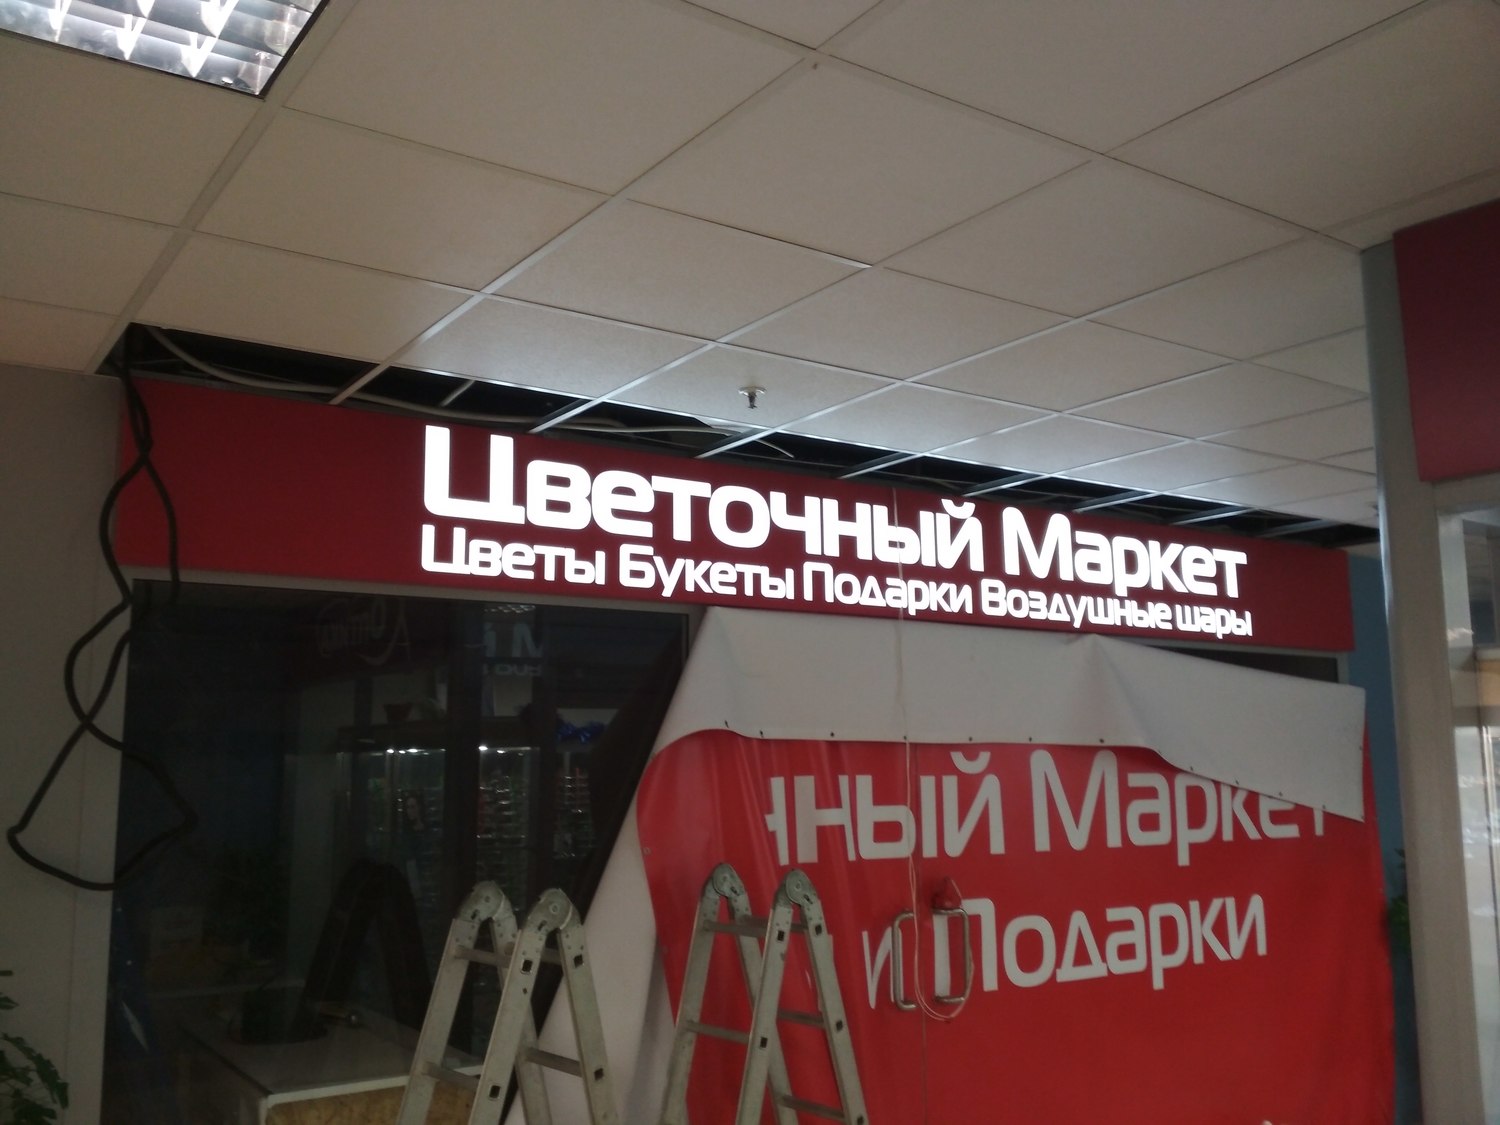 Цветочный Маркет
Цветы Букеты Подарки Воздушные шары
чный Маркет
и Подарки